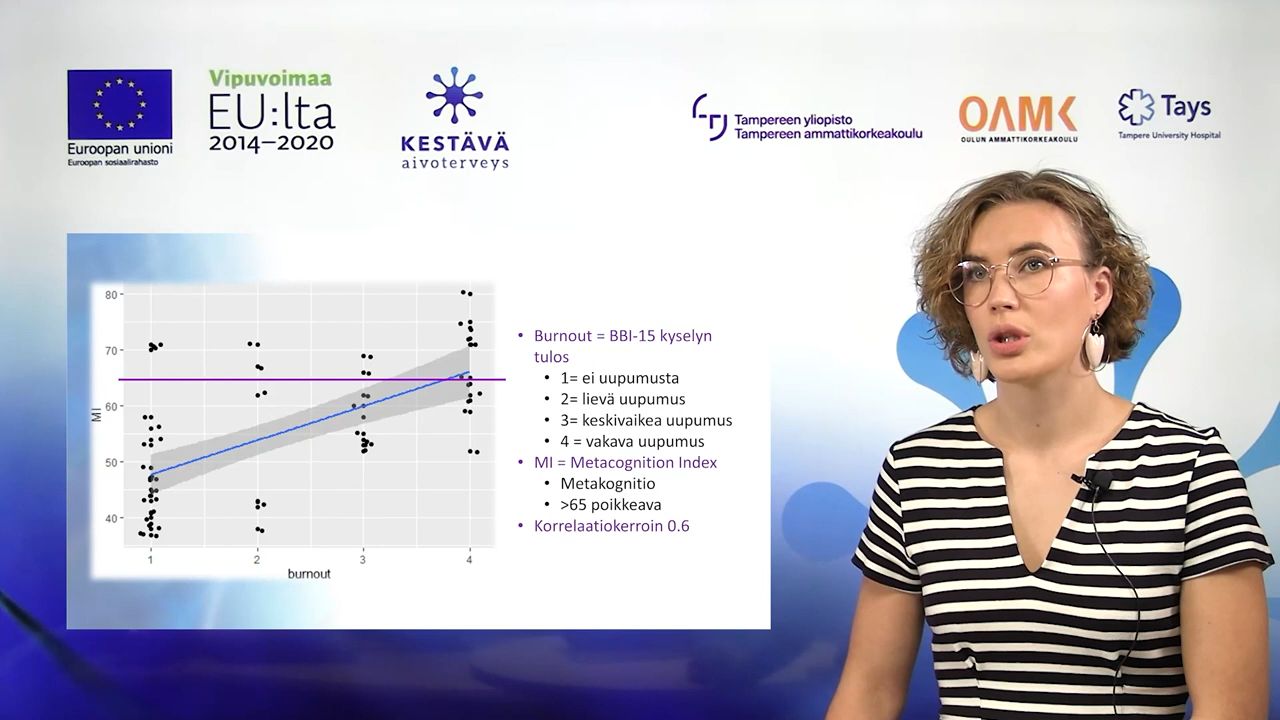 Euroopan unioni
Euroopan sosiaalirahasto
Vipuvoimaa
EU:lta
2014–2020
KESTÄVÄ
aivoterveys
Tampereen yliopisto
Tampereen ammattikorkeakoulu
OAMK
OULUN AMMATTIKORKEAKOULU
Tays
Tampere University Hospital
80
70
60
50
40
MI
1 2 3 4
burnout
• Burnout = BBI-15 kyselyn
tulos
• 1= ei uupumusta
• 2= lievä uupumus
• 3= keskivaikea uupumus
• 4 = vakava uupumus
• MI = Metacognition Index
• Metakognitio
• >65 poikkeava
• Korrelaatiokerroin 0.6